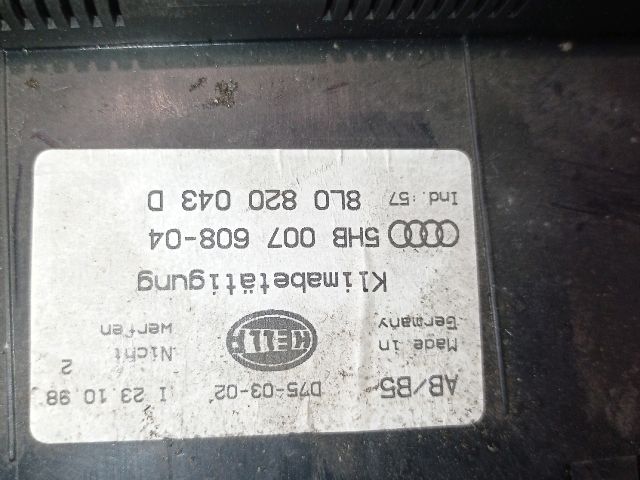 AB/B5 D75-03-02 I 23 10 98
Made in Germany HELLA Nicht werfen 2
Klimabetätigung
5HB 007 608-04
Ind.:57 8L0 820 043 D